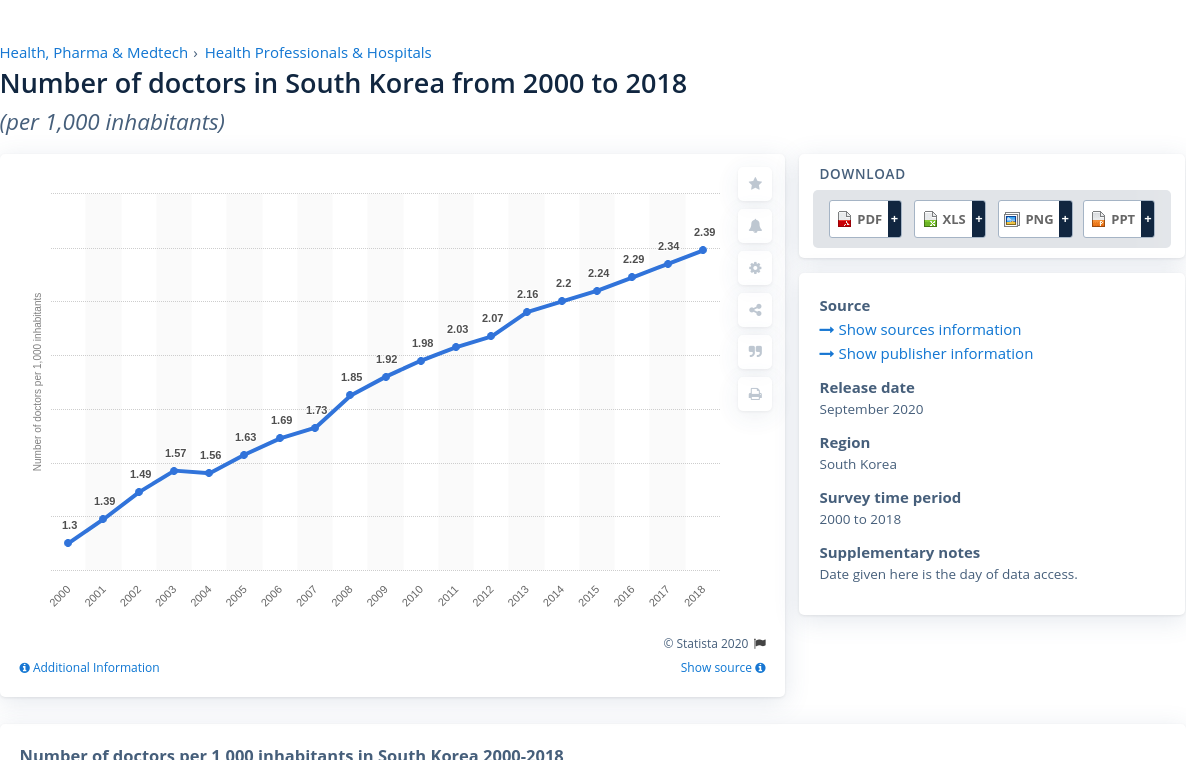 Health, Pharma & Medtech › Health Professionals & Hospitals
Number of doctors in South Korea from 2000 to 2018
(per 1,000 inhabitants)
Number of doctors per 1,000 inhabitants
1.3
1.39
1.49
1.57
1.56
1.63
1.69
1.73
1.85
1.92
1.98
2.03
2.07
2.16
2.2
2.24
2.29
2.34
2.39
2000 2001 2002 2003 2004 2005 2006 2007 2008 2009 2010 2011 2012 2013 2014 2015 2016 2017 2018
© Statista 2020
Additional Information
Show source
DOWNLOAD
PDF + XLS + PNG + PPT +
Source
Show sources information
Show publisher information
Release date
September 2020
Region
South Korea
Survey time period
2000 to 2018
Supplementary notes
Date given here is the day of data access.
Number of doctors per 1,000 inhabitants in South Korea 2000-2018